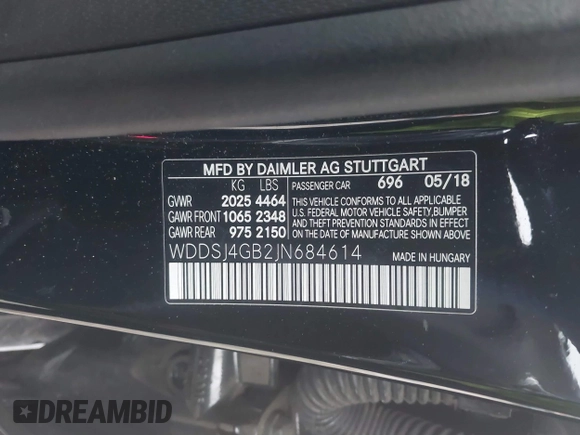 MFD BY DAIMLER AG STUTTGART
KG LBS PASSENGER CAR 696 05/18
GVWR 2025 4464 THIS VEHICLE CONFORMS TO ALL APPLICABLE
GAWR FRONT 1065 2348 U.S. FEDERAL MOTOR VEHICLE SAFETY,BUMPER
GAWR REAR 975 2150 AND THEFT PREVENTION STANDARDS
IN EFFECT ON THE DATE OF MANUFACTURE
WDDSJ4GB2JN684614 MADE IN HUNGARY
DREAMBID